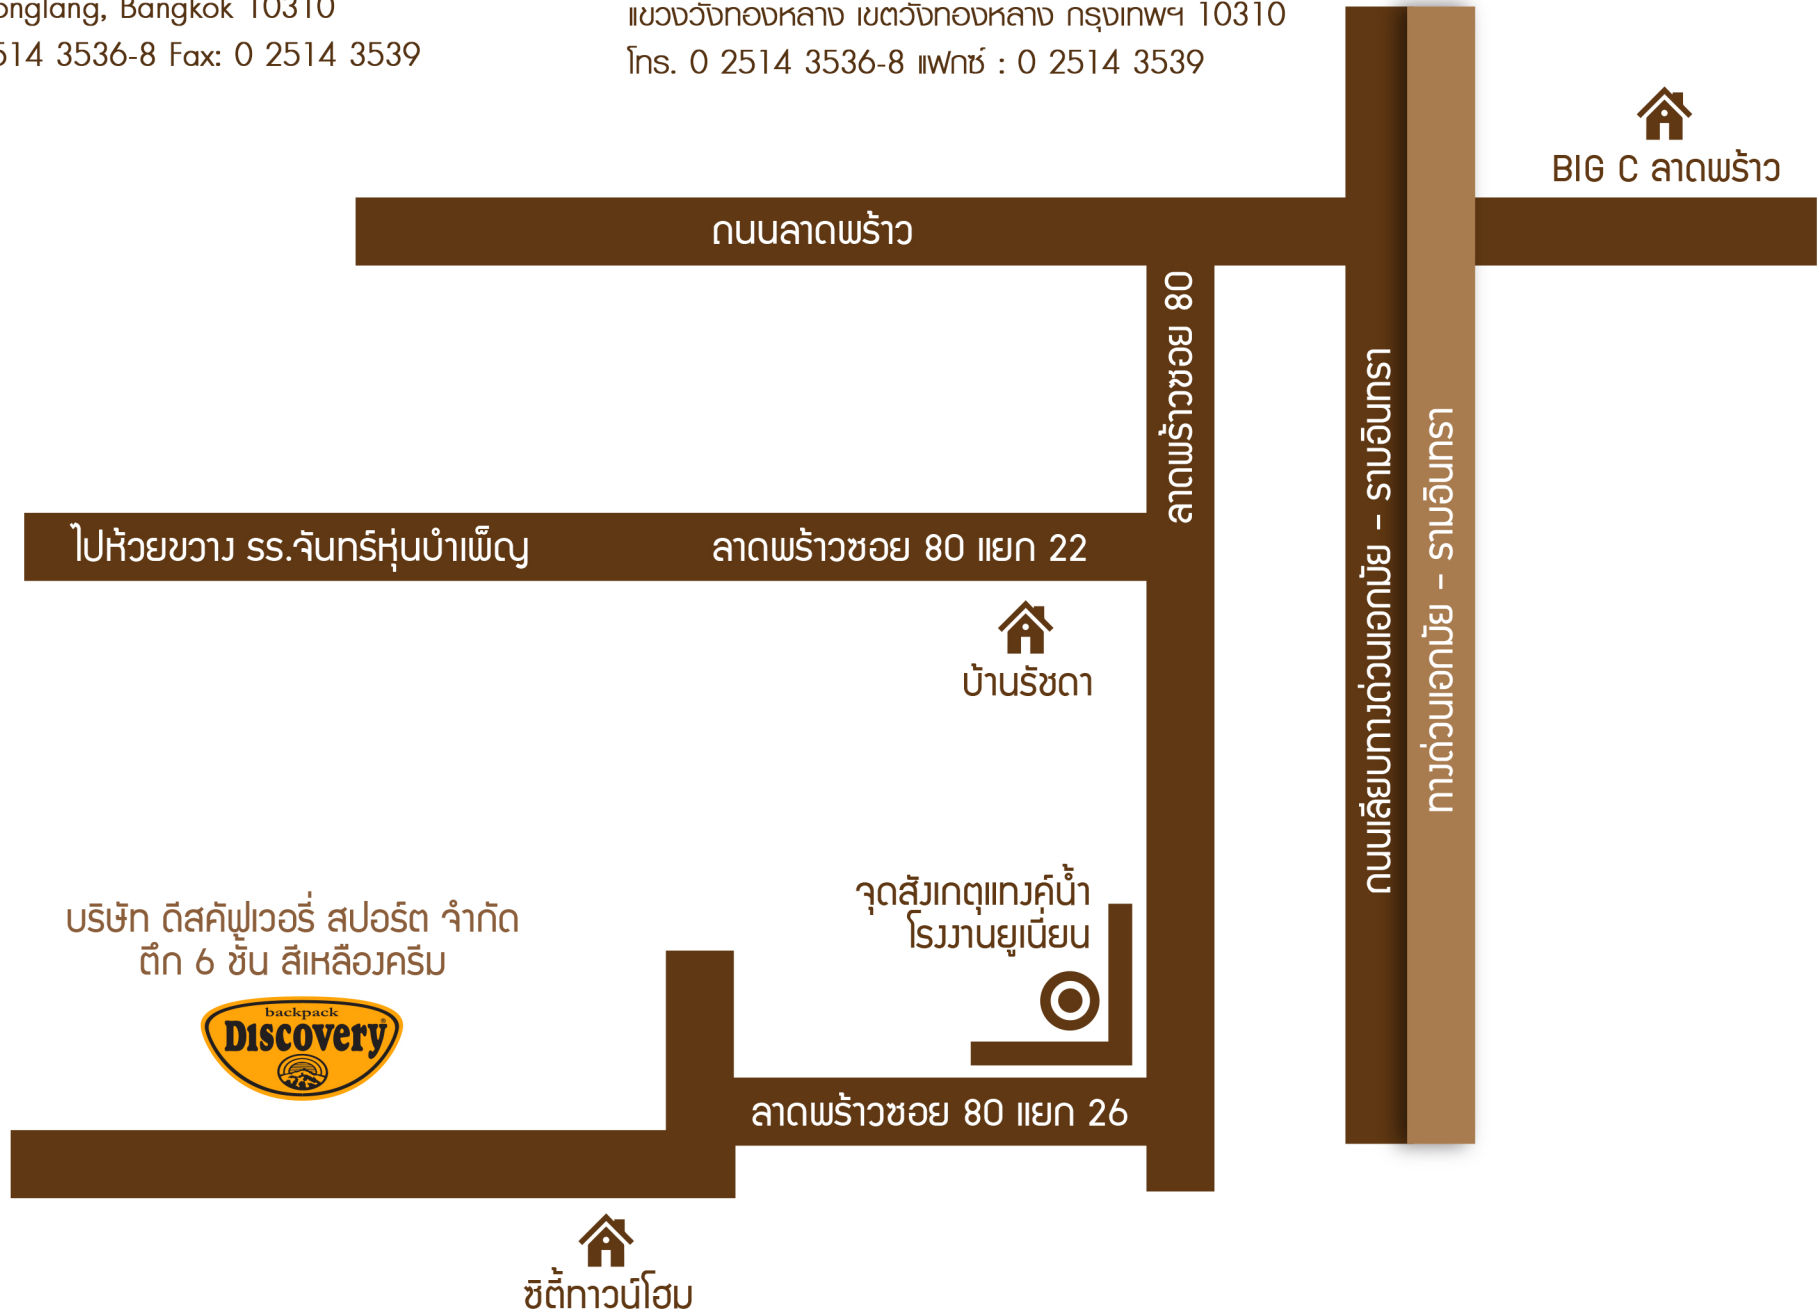 onglang, Bangkok 10310
514 3536-8 Fax: 0 2514 3539
แขวงวังทองหลาง เขตวังทองหลาง กรุงเทพฯ 10310
โทร. 0 2514 3536-8 แฟกซ์ : 0 2514 3539
BIG C ลาดพร้าว
ถนนลาดพร้าว
ลาดพร้าวซอย 80
ถนนเลียบทางด่วนเอกมัย - รามอินทรา
ทางด่วนเอกมัย - รามอินทรา
ไปห้วยขวาง รร.จันทร์หุ่นบำเพ็ญ
ลาดพร้าวซอย 80 แยก 22
บ้านรัชดา
จุดสังเกตุแทงค์น้ำ
โรงงานยูเนี่ยน
บริษัท ดีสคัฟเวอรี่ สปอร์ต จำกัด
ตึก 6 ชั้น สีเหลืองครีม
backpack
Discovery®
ลาดพร้าวซอย 80 แยก 26
ซิตี้ทาวน์โฮม